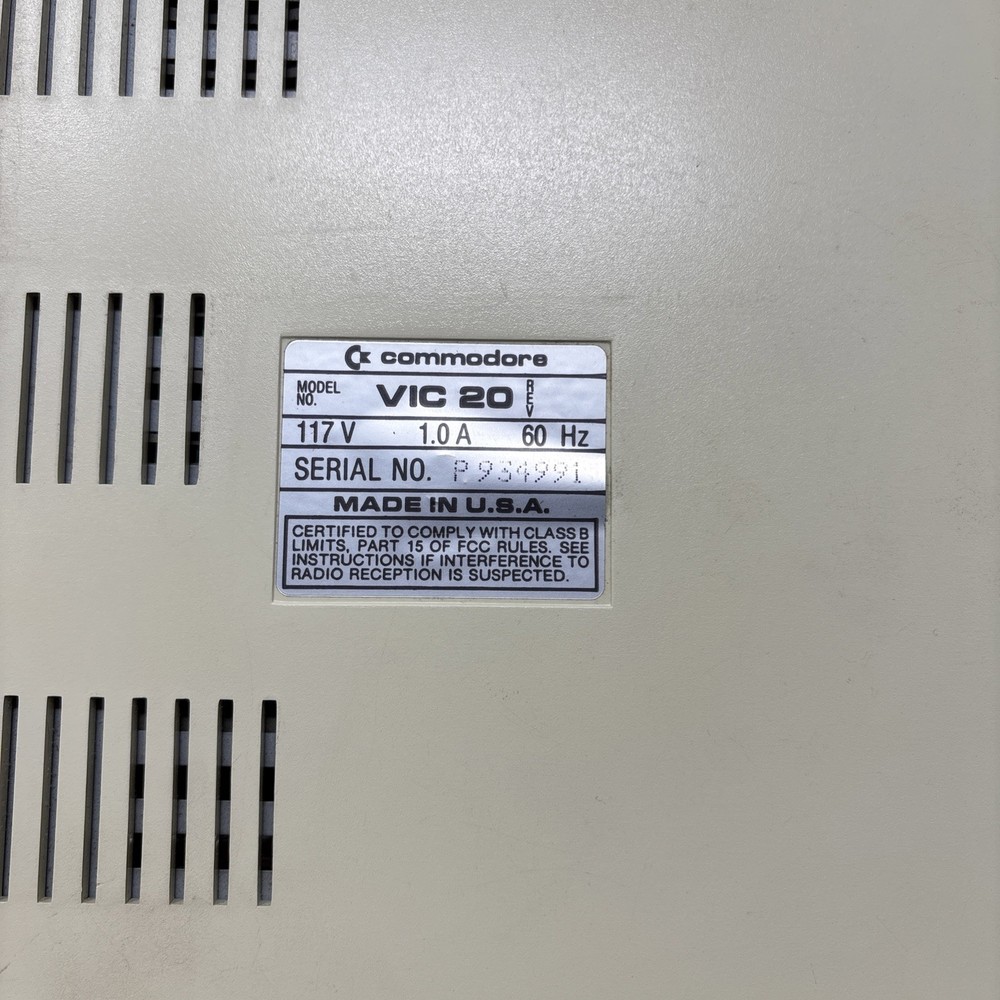 commodore
MODEL NO. VIC 20 REV
117 V 1.0 A 60 Hz
SERIAL NO. P 934991
MADE IN U.S.A.
CERTIFIED TO COMPLY WITH CLASS B
LIMITS, PART 15 OF FCC RULES. SEE
INSTRUCTIONS IF INTERFERENCE TO
RADIO RECEPTION IS SUSPECTED.